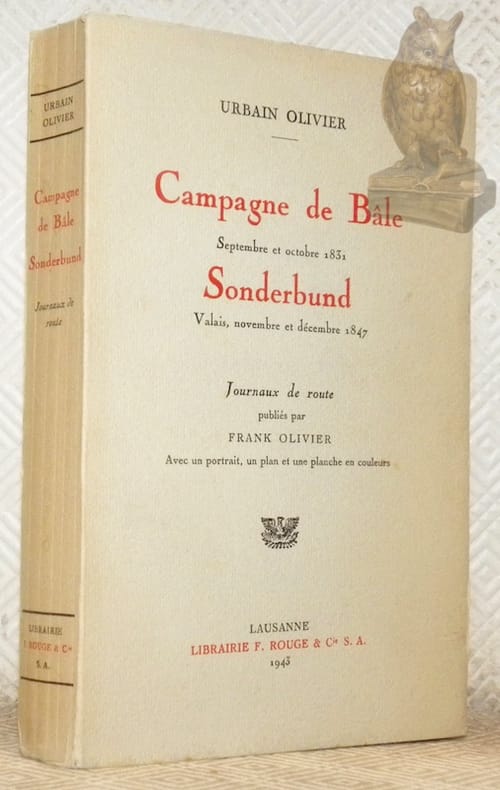 URBAIN OLIVIER
Campagne de Bâle
Septembre et octobre 1831
Sonderbund
Valais, novembre et décembre 1847
Journaux de route
publiés par
FRANK OLIVIER
Avec un portrait, un plan et une planche en couleurs
LAUSANNE
LIBRAIRIE F. ROUGE & Cie S. A.
1943
URBAIN
OLIVIER
Campagne
de Bâle
Sonderbund
Journaux de
route
LIBRAIRIE
F. ROUGE & Cie
S. A.